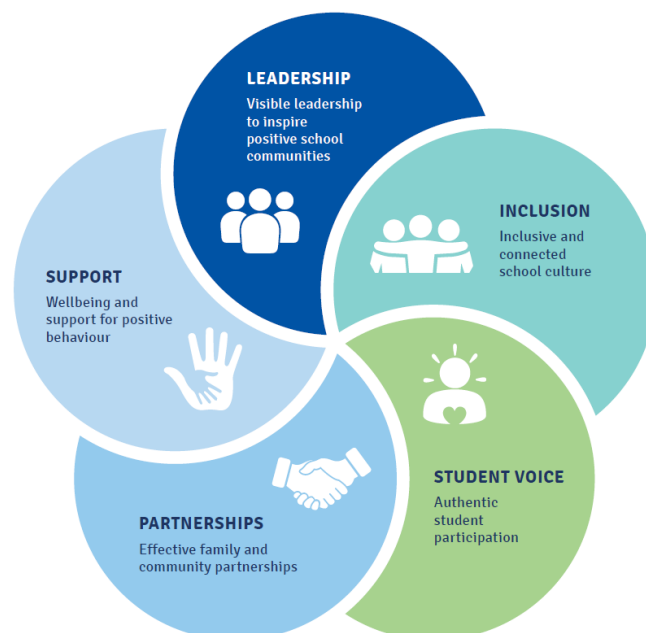 LEADERSHIP
Visible leadership
to inspire
positive school
communities
INCLUSION
Inclusive and
connected
school culture
STUDENT VOICE
Authentic
student
participation
PARTNERSHIPS
Effective family and
community partnerships
SUPPORT
Wellbeing and
support for positive
behaviour